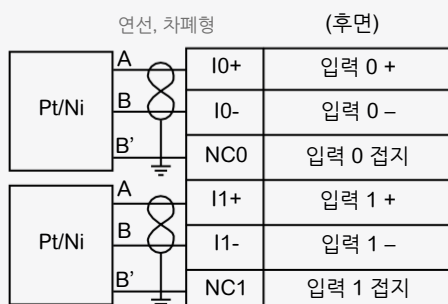 연선, 차폐형 (후면)
A I0+ 입력 0 +
Pt/Ni B I0- 입력 0 –
B’ NC0 입력 0 접지
A I1+ 입력 1 +
Pt/Ni B I1- 입력 1 –
B’ NC1 입력 1 접지